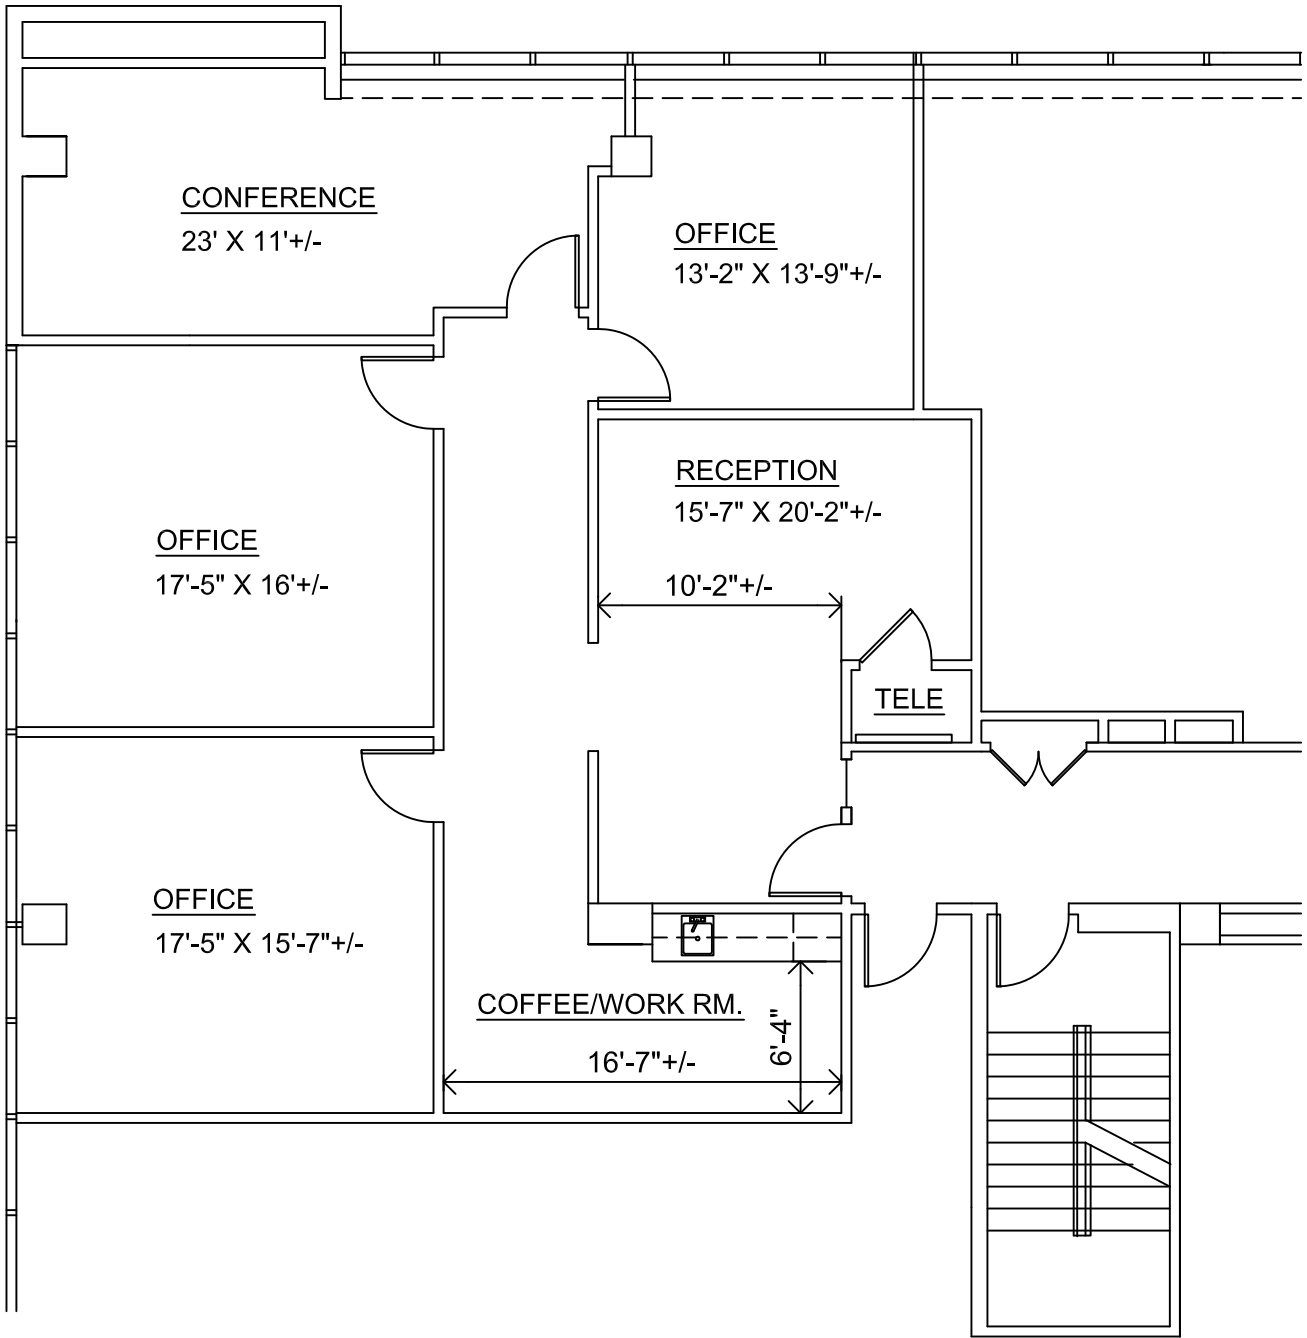 CONFERENCE
23' X 11'+/-
OFFICE
13'-2" X 13'-9"+/-
RECEPTION
15'-7" X 20'-2"+/-
10'-2"+/-
OFFICE
17'-5" X 16'+/-
TELE
OFFICE
17'-5" X 15'-7"+/-
COFFEE/WORK RM.
16'-7"+/-
6'-4"